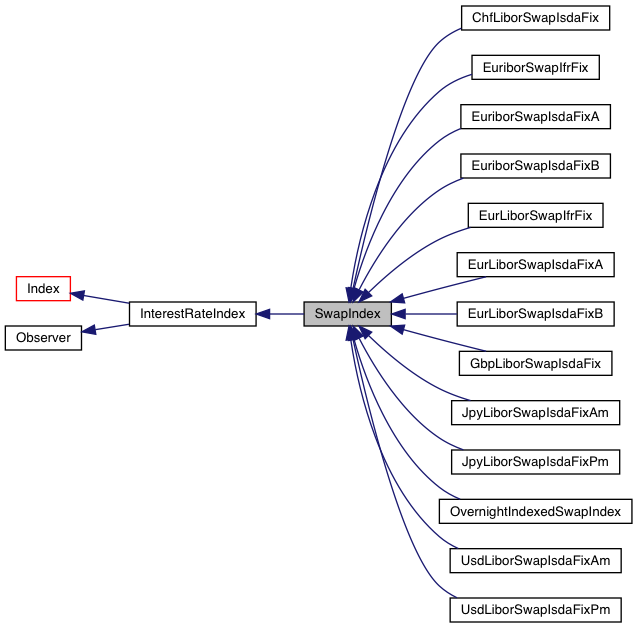 Index
Observer
InterestRateIndex
SwapIndex
ChfLiborSwapIsdaFix
EuriborSwapIfrFix
EuriborSwapIsdaFixA
EuriborSwapIsdaFixB
EurLiborSwapIfrFix
EurLiborSwapIsdaFixA
EurLiborSwapIsdaFixB
GbpLiborSwapIsdaFix
JpyLiborSwapIsdaFixAm
JpyLiborSwapIsdaFixPm
OvernightIndexedSwapIndex
UsdLiborSwapIsdaFixAm
UsdLiborSwapIsdaFixPm